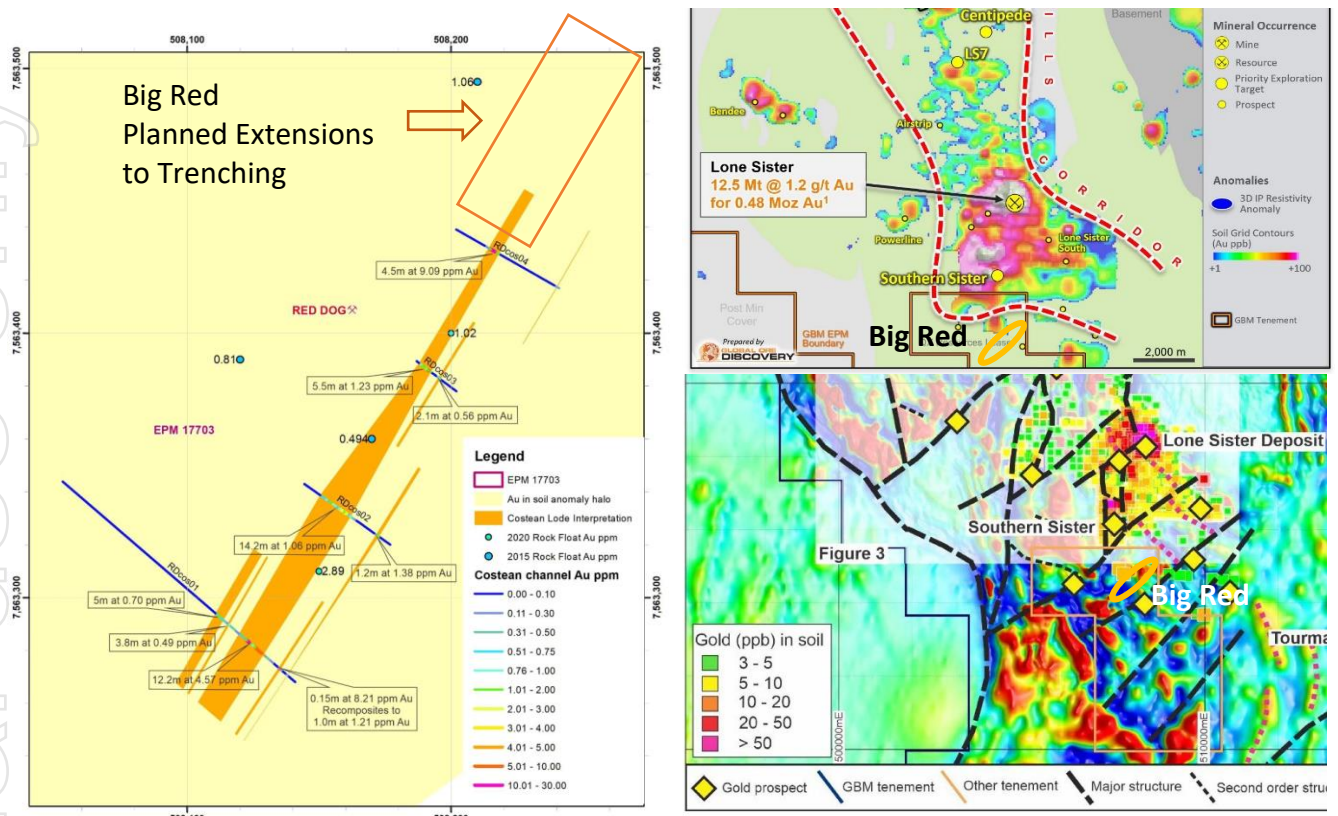 508,100
508,200
7,563,500
7,563,500
1.06
Big Red
Planned Extensions
to Trenching
RDcos04
4.5m at 9.09 ppm Au
RED DOG
7,563,400
7,563,400
1.02
0.81
RDcos03
5.5m at 1.23 ppm Au
2.1m at 0.56 ppm Au
EPM 17703
0.494
RDcos02
14.2m at 1.06 ppm Au
1.2m at 1.38 ppm Au
2.89
RDcos01
7,563,300
7,563,300
5m at 0.70 ppm Au
3.8m at 0.49 ppm Au
12.2m at 4.57 ppm Au
0.15m at 8.21 ppm Au
Recomposites to
1.0m at 1.21 ppm Au
Legend
EPM 17703
Au in soil anomaly halo
Costean Lode Interpretation
2020 Rock Float Au ppm
2015 Rock Float Au ppm
Costean channel Au ppm
0.00 - 0.10
0.11 - 0.30
0.31 - 0.50
0.51 - 0.75
0.76 - 1.00
1.01 - 2.00
2.01 - 3.00
3.01 - 4.00
4.01 - 5.00
5.01 - 10.00
10.01 - 30.00
Centipede
LS7
Bendee
Airstrip
ILLS
CORRIDOR
Basement
Lone Sister
12.5 Mt @ 1.2 g/t Au
for 0.48 Moz Au1
Powerline
Lone Sister
South
Southern Sister
Post Min
Cover
GBM EPM
Boundary
Big Red
Prepared by
GLOBAL ORE
DISCOVERY
2,000 m
Mineral Occurrence
Mine
Resource
Priority Exploration
Target
Prospect
Anomalies
3D IP Resistivity
Anomaly
Soil Grid Contours
(Au ppb)
+1
+100
GBM Tenement
Lone Sister Deposit
Southern Sister
Figure 3
Big Red
Tourma
Gold (ppb) in soil
3 - 5
5 - 10
10 - 20
20 - 50
> 50
500000mE
510000mE
Gold prospect
GBM tenement
Other tenement
Major structure
Second order stru